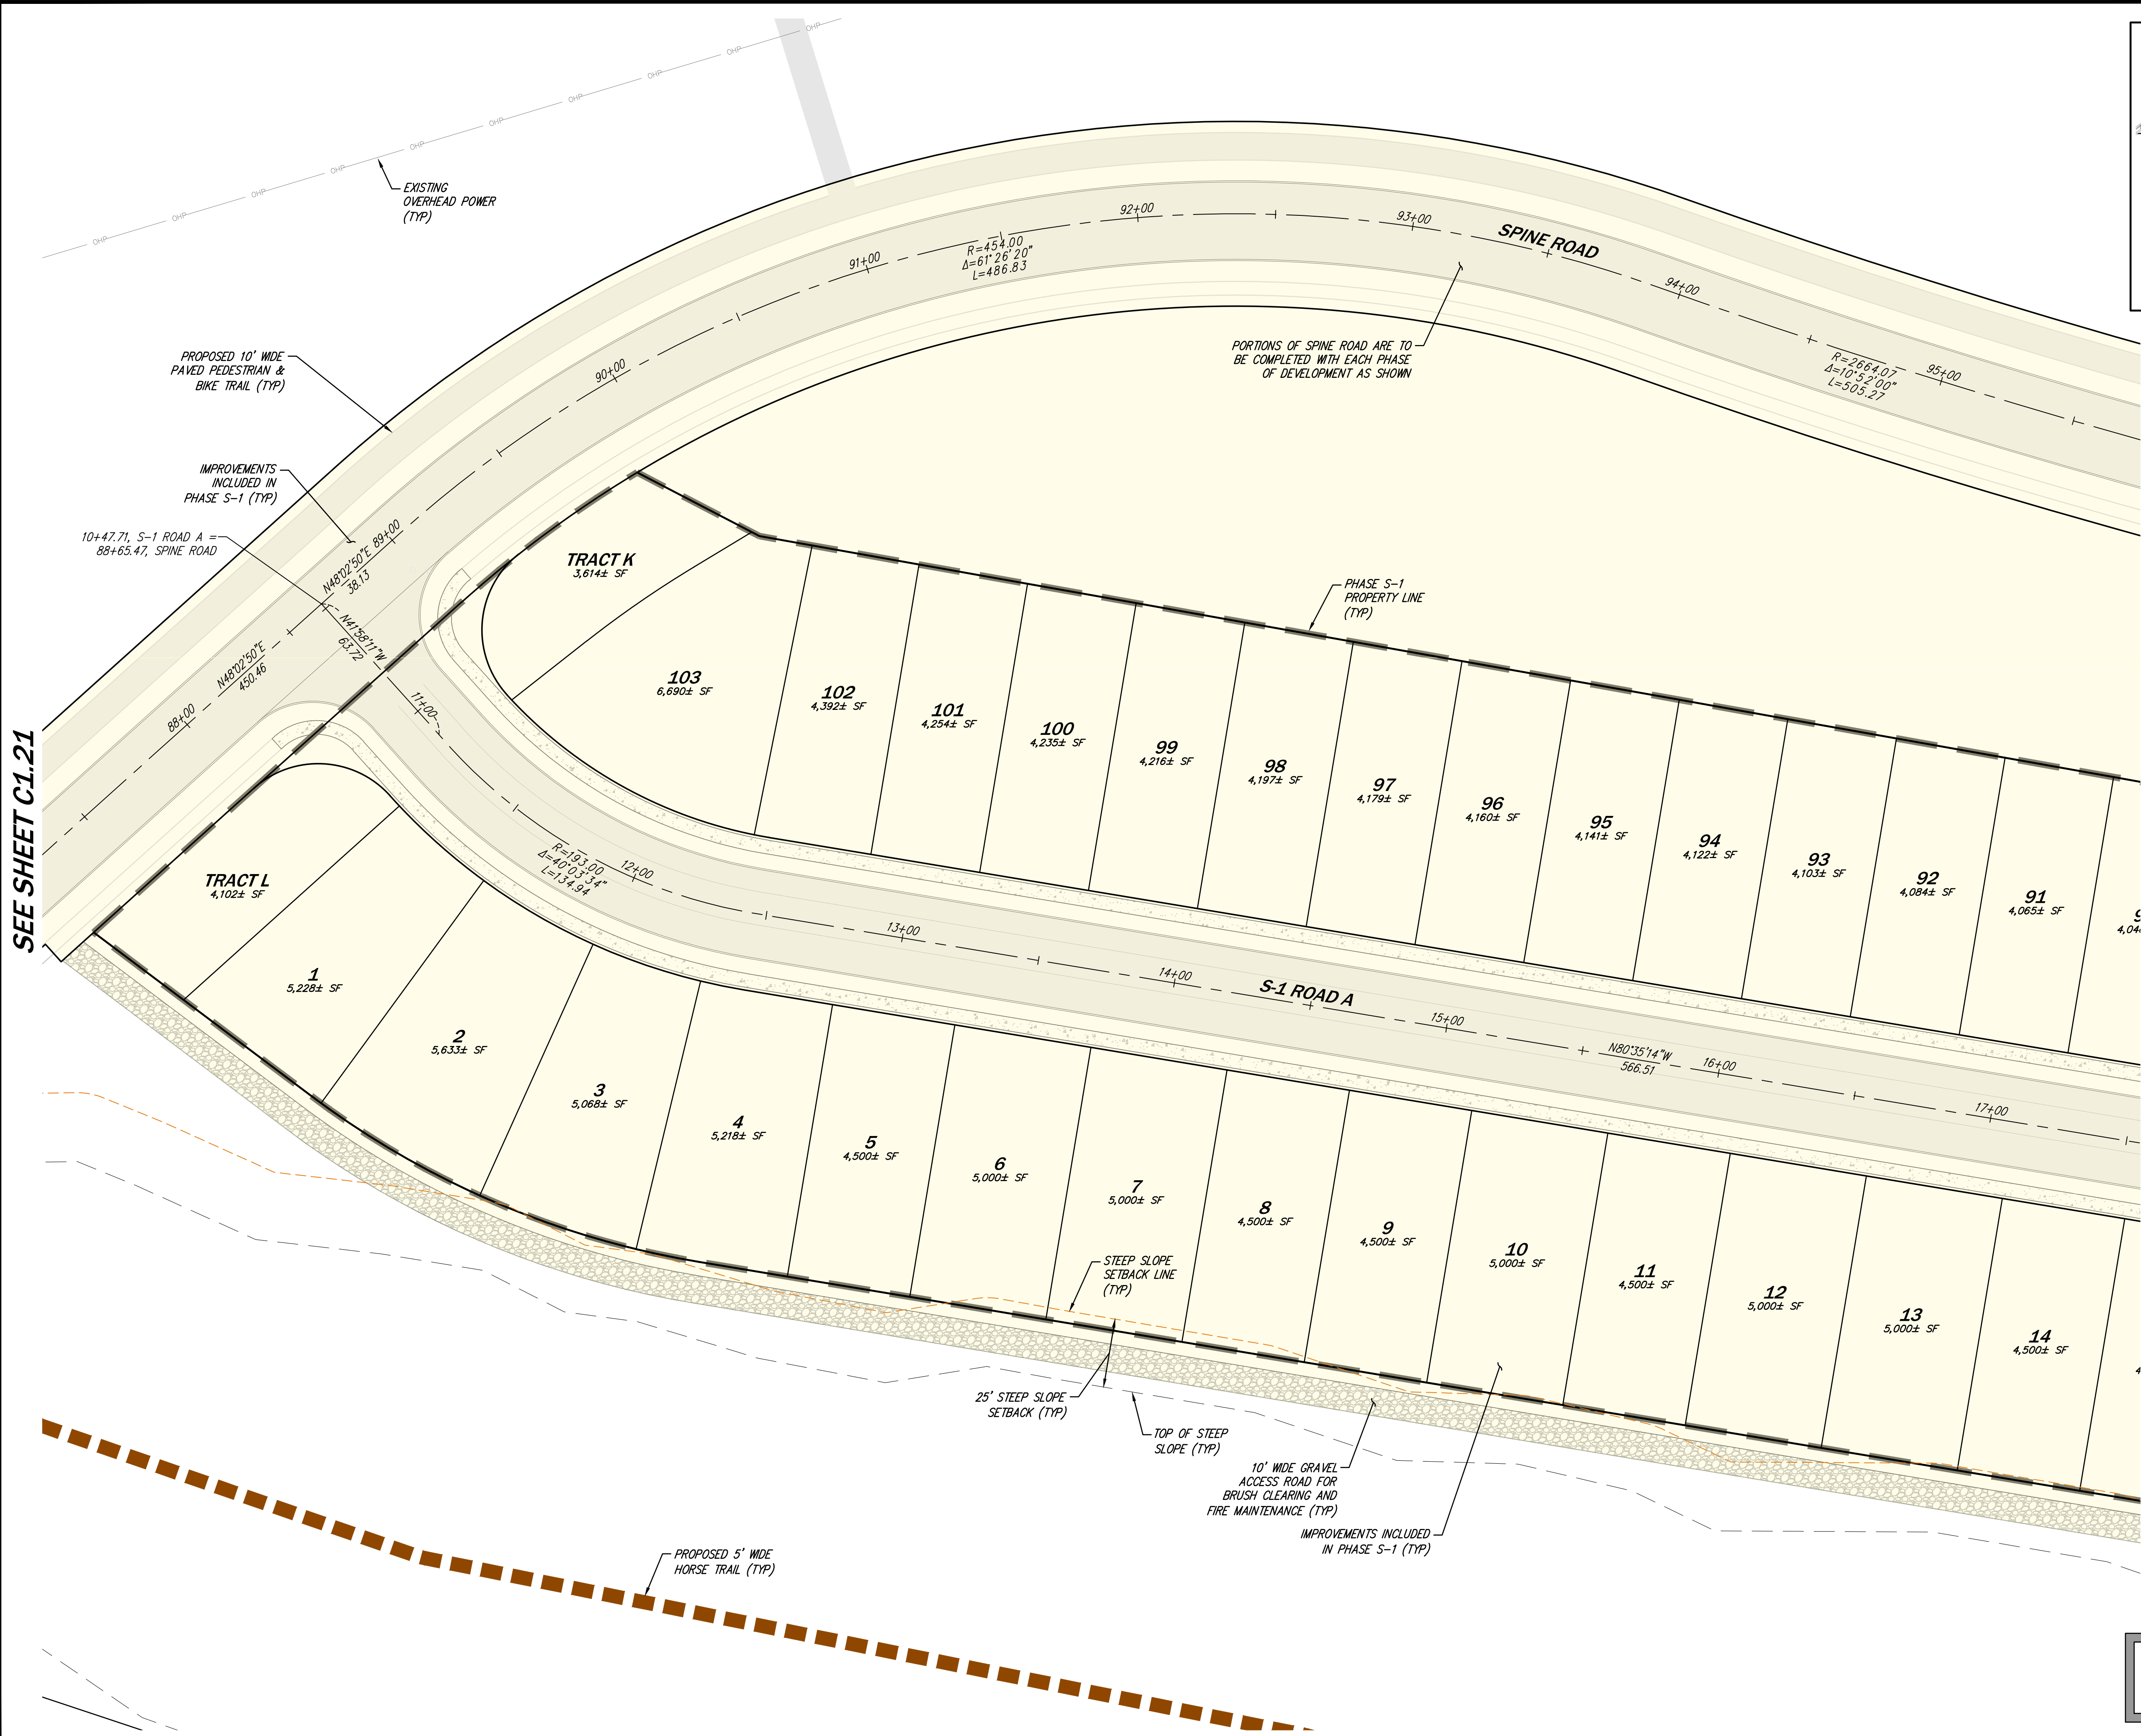 OHP
OHP
OHP
OHP
OHP
OHP
OHP
OHP
OHP
OHP
EXISTING
OVERHEAD POWER
(TYP)
92+00
93+00
SPINE ROAD
91+00
R=454.00
Δ=61°26'20"
L=486.83
94+00
PORTIONS OF SPINE ROAD ARE TO
BE COMPLETED WITH EACH PHASE
OF DEVELOPMENT AS SHOWN
R=2664.07
Δ=10°52'00"
L=505.27
95+00
PROPOSED 10' WIDE
PAVED PEDESTRIAN &
BIKE TRAIL (TYP)
90+00
IMPROVEMENTS
INCLUDED IN
PHASE S-1 (TYP)
10+47.71, S-1 ROAD A =
88+65.47, SPINE ROAD
89+00
N48°02'50"E
38.13
N41°58'11"W
63.72
N48°02'50"E
450.46
88+00
11+00
SEE SHEET C1.21
TRACT K
3,614± SF
PHASE S-1
PROPERTY LINE
(TYP)
103
6,690± SF
102
4,392± SF
101
4,254± SF
100
4,235± SF
99
4,216± SF
98
4,197± SF
97
4,179± SF
96
4,160± SF
95
4,141± SF
94
4,122± SF
93
4,103± SF
92
4,084± SF
91
4,065± SF
R=193.00
Δ=40°03'34"
L=134.94
12+00
13+00
14+00
S-1 ROAD A
15+00
N80°35'14"W
566.51
16+00
17+00
TRACT L
4,102± SF
1
5,228± SF
2
5,633± SF
3
5,068± SF
4
5,218± SF
5
4,500± SF
6
5,000± SF
7
5,000± SF
8
4,500± SF
9
4,500± SF
10
5,000± SF
11
4,500± SF
12
5,000± SF
13
5,000± SF
14
4,500± SF
STEEP SLOPE
SETBACK LINE
(TYP)
25' STEEP SLOPE
SETBACK (TYP)
TOP OF STEEP
SLOPE (TYP)
10' WIDE GRAVEL
ACCESS ROAD FOR
BRUSH CLEARING AND
FIRE MAINTENANCE (TYP)
IMPROVEMENTS INCLUDED
IN PHASE S-1 (TYP)
PROPOSED 5' WIDE
HORSE TRAIL (TYP)